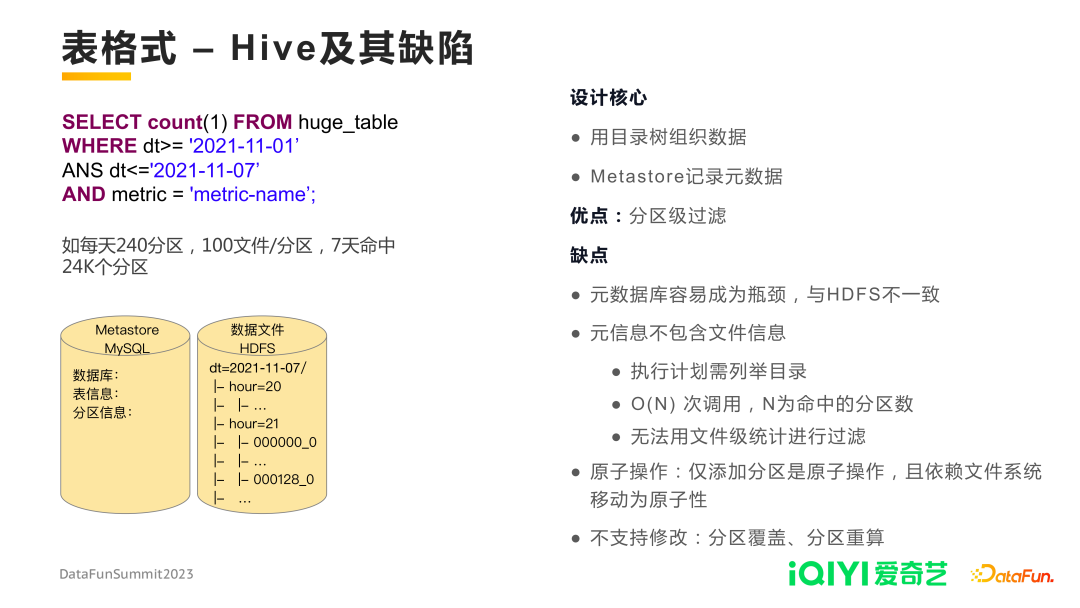 表格式 – Hive及其缺陷
SELECT count(1) FROM huge_table
WHERE dt>= '2021-11-01’
ANS dt<='2021-11-07’
AND metric = 'metric-name’;
如每天240分区，100文件/分区，7天命中
24K个分区
Metastore
MySQL
数据库：
表信息：
分区信息：
数据文件
HDFS
dt=2021-11-07/
|– hour=20
|– |– ...
|– hour=21
|– |– 000000_0
|– |– ...
|– |– 000128_0
|– ...
设计核心
● 用目录树组织数据
● Metastore记录元数据
优点：分区级过滤
缺点
● 元数据库容易成为瓶颈，与HDFS不一致
● 元信息不包含文件信息
● 执行计划需列举目录
● O(N) 次调用，N为命中的分区数
● 无法用文件级统计进行过滤
● 原子操作：仅添加分区是原子操作，且依赖文件系统
移动为原子性
● 不支持修改：分区覆盖、分区重算
DataFunSummit2023
iQIYI 爱奇艺
DataFun.